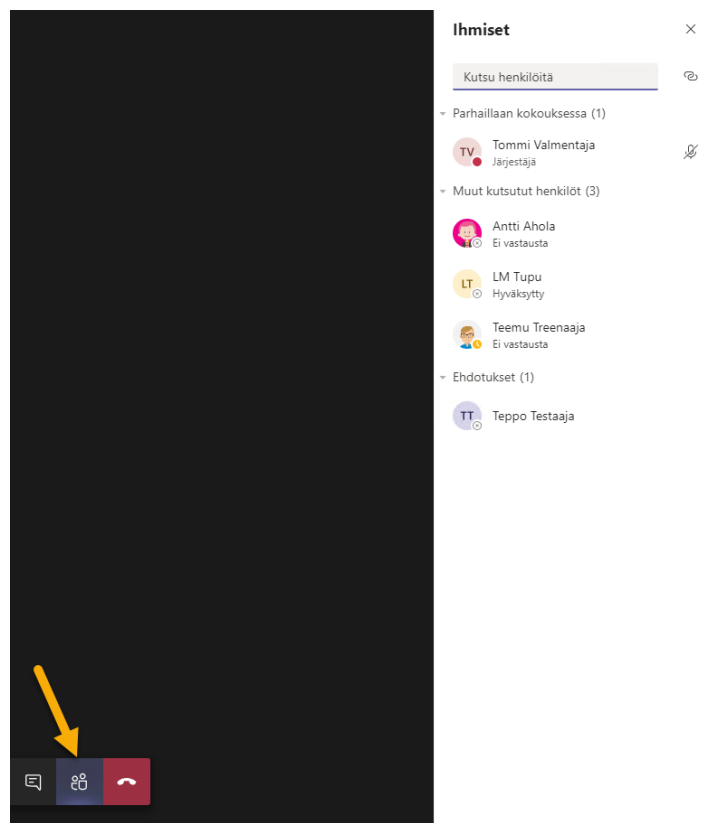 Ihmiset
Kutsu henkilöitä
Parhaillaan kokouksessa (1)
TV
Tommi Valmentaja
Järjestäjä
Muut kutsutut henkilöt (3)
Antti Ahola
Ei vastausta
LT
LM Tupu
Hyväksytty
Teemu Treenaaja
Ei vastausta
Ehdotukset (1)
TT
Teppo Testaaja